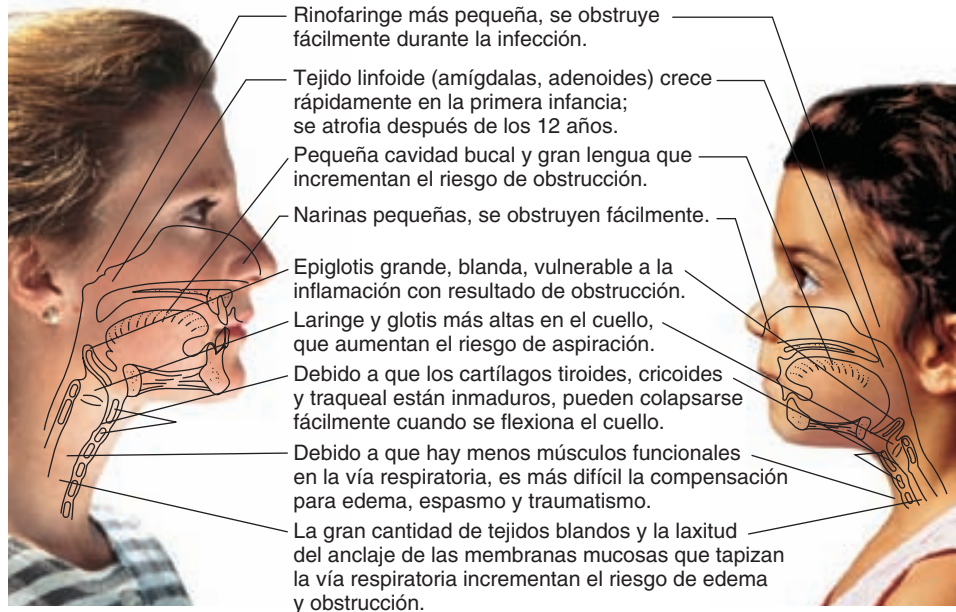 Rinofaringe más pequeña, se obstruye
fácilmente durante la infección.
Tejido linfoide (amígdalas, adenoides) crece
rápidamente en la primera infancia;
se atrofia después de los 12 años.
Pequeña cavidad bucal y gran lengua que
incrementan el riesgo de obstrucción.
Narinas pequeñas, se obstruyen fácilmente.
Epiglotis grande, blanda, vulnerable a la
inflamación con resultado de obstrucción.
Laringe y glotis más altas en el cuello,
que aumentan el riesgo de aspiración.
Debido a que los cartílagos tiroides, cricoides
y traqueal están inmaduros, pueden colapsarse
fácilmente cuando se flexiona el cuello.
Debido a que hay menos músculos funcionales
en la vía respiratoria, es más difícil la compensación
para edema, espasmo y traumatismo.
La gran cantidad de tejidos blandos y la laxitud
del anclaje de las membranas mucosas que tapizan
la vía respiratoria incrementan el riesgo de edema
y obstrucción.